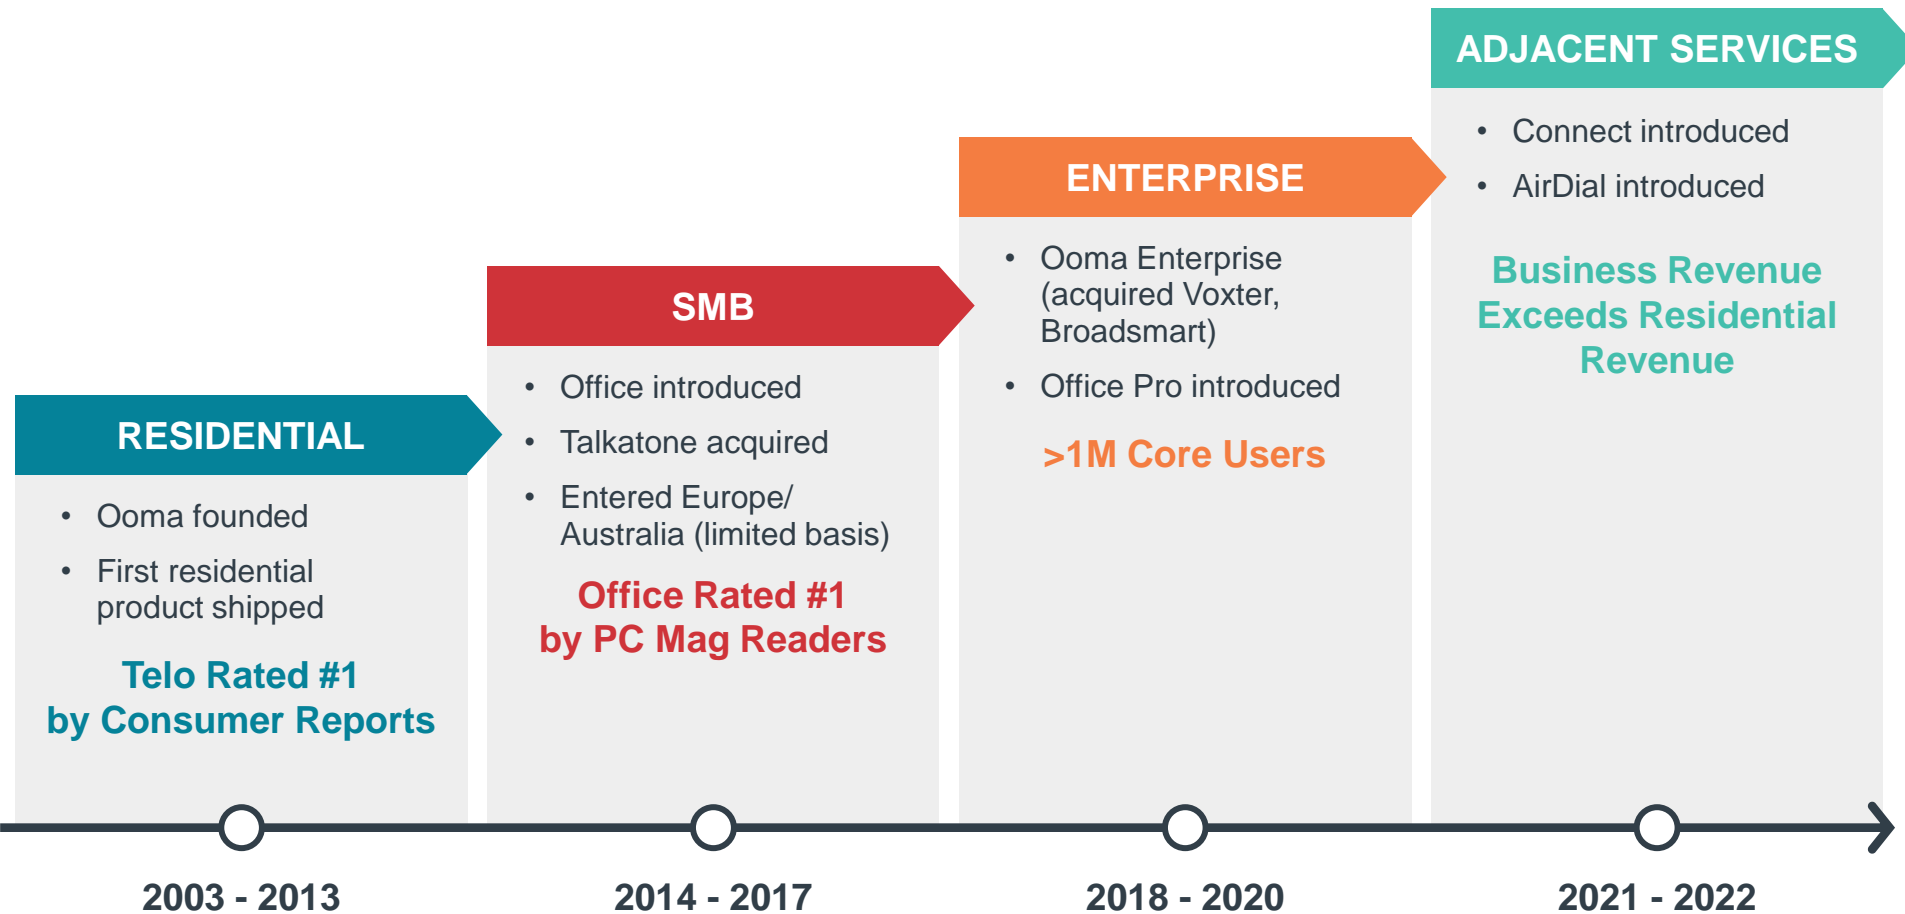 RESIDENTIAL
• Ooma founded
• First residential
product shipped
Telo Rated #1
by Consumer Reports
2003 - 2013
SMB
• Office introduced
• Talkatone acquired
• Entered Europe/
Australia (limited basis)
Office Rated #1
by PC Mag Readers
2014 - 2017
ENTERPRISE
• Ooma Enterprise
(acquired Voxter,
Broadsmart)
• Office Pro introduced
>1M Core Users
2018 - 2020
ADJACENT SERVICES
• Connect introduced
• AirDial introduced
Business Revenue
Exceeds Residential
Revenue
2021 - 2022